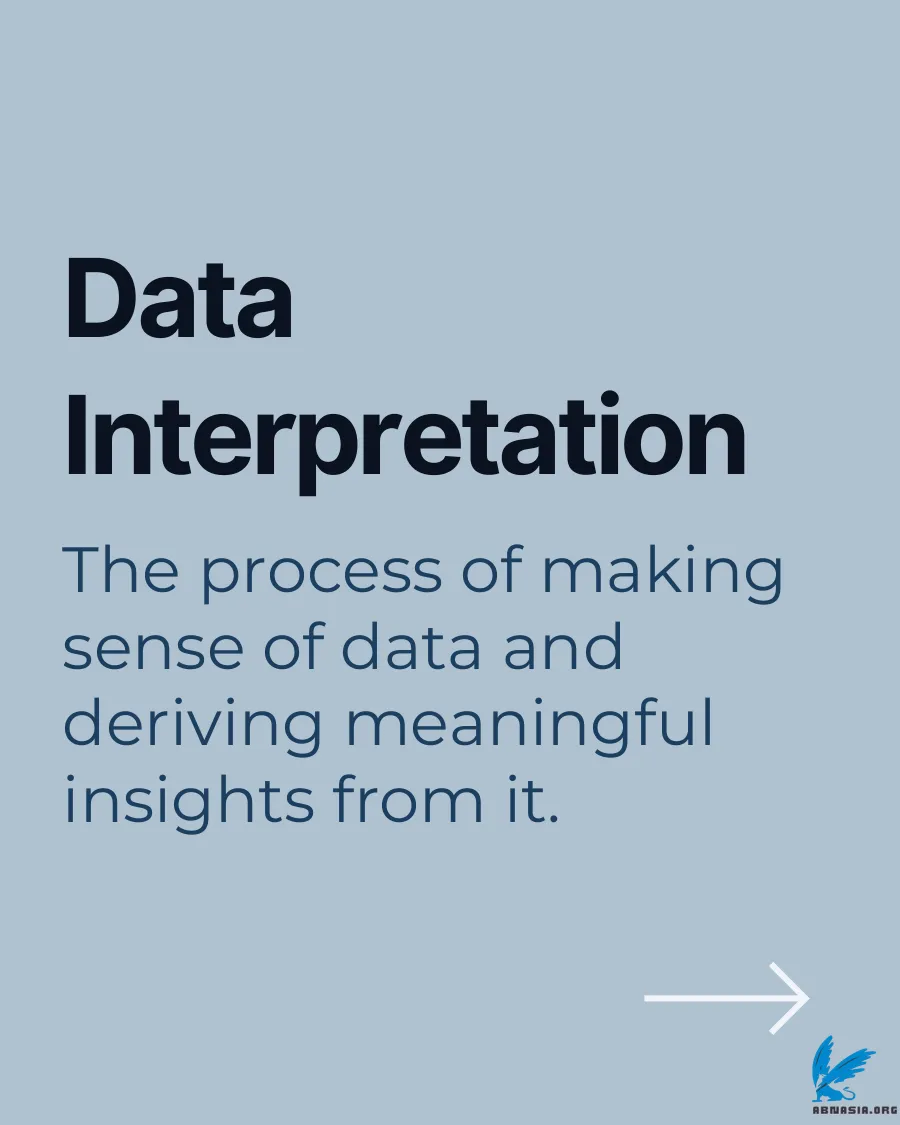 Data
Interpretation
The process of making
sense of data and
deriving meaningful
insights from it.
ABNASIA.ORG